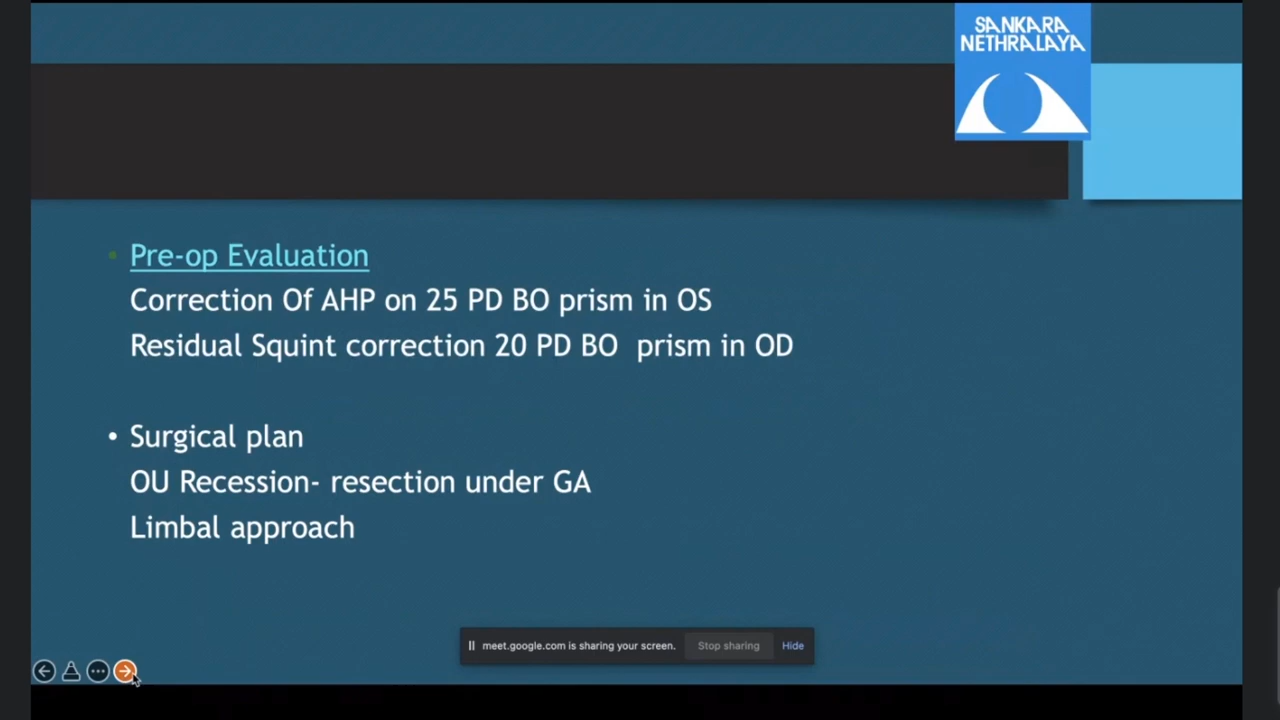 SANKARA
NETHRALAYA
Pre-op Evaluation
Correction Of AHP on 25 PD BO prism in OS
Residual Squint correction 20 PD BO prism in OD
Surgical plan
OU Recession- resection under GA
Limbal approach
meet.google.com is sharing your screen. Stop sharing Hide